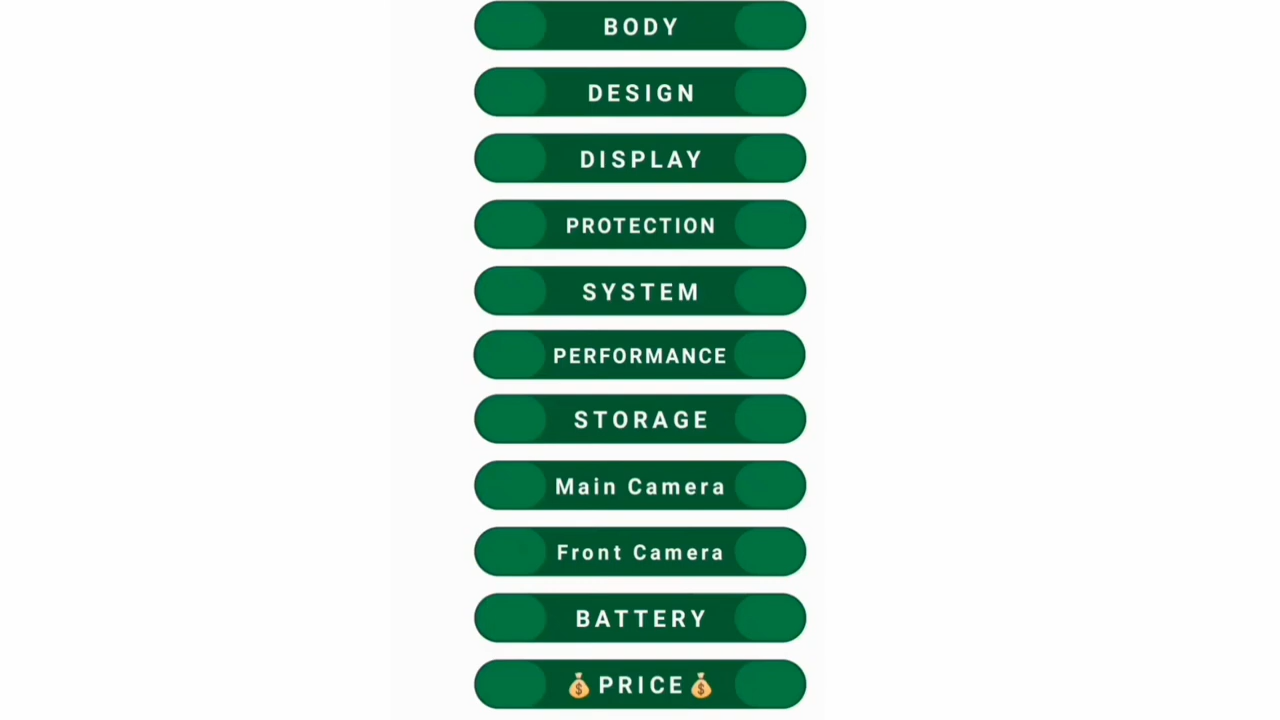 BODY
DESIGN
DISPLAY
PROTECTION
SYSTEM
PERFORMANCE
STORAGE
Main Camera
Front Camera
BATTERY
💰PRICE💰